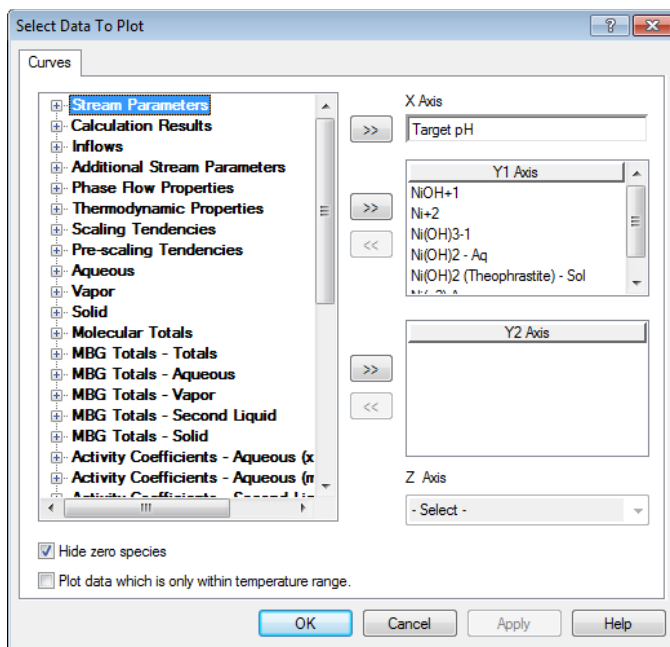 Select Data To Plot
Curves
Stream Parameters
Calculation Results
Inflows
Additional Stream Parameters
Phase Flow Properties
Thermodynamic Properties
Scaling Tendencies
Pre-scaling Tendencies
Aqueous
Vapor
Solid
Molecular Totals
MBG Totals - Totals
MBG Totals - Aqueous
MBG Totals - Vapor
MBG Totals - Second Liquid
MBG Totals - Solid
Activity Coefficients - Aqueous (x
Activity Coefficients - Aqueous (m
Activity Coefficients - Second Liq
>>
X Axis
Target pH
>>
<<
Y1 Axis
NiOH+1
Ni+2
Ni(OH)3-1
Ni(OH)2 - Aq
Ni(OH)2 (Theophrastite) - Sol
>>
<<
Y2 Axis
Z Axis
- Select -
Hide zero species
Plot data which is only within temperature range.
OK
Cancel
Apply
Help